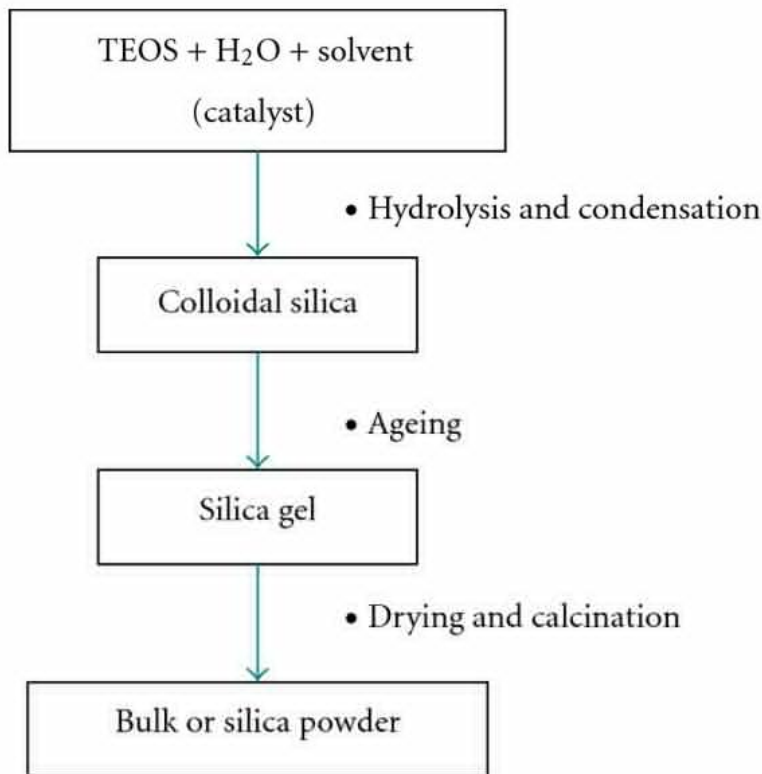 TEOS + H₂O + solvent
(catalyst)
• Hydrolysis and condensation
Colloidal silica
• Ageing
Silica gel
• Drying and calcination
Bulk or silica powder